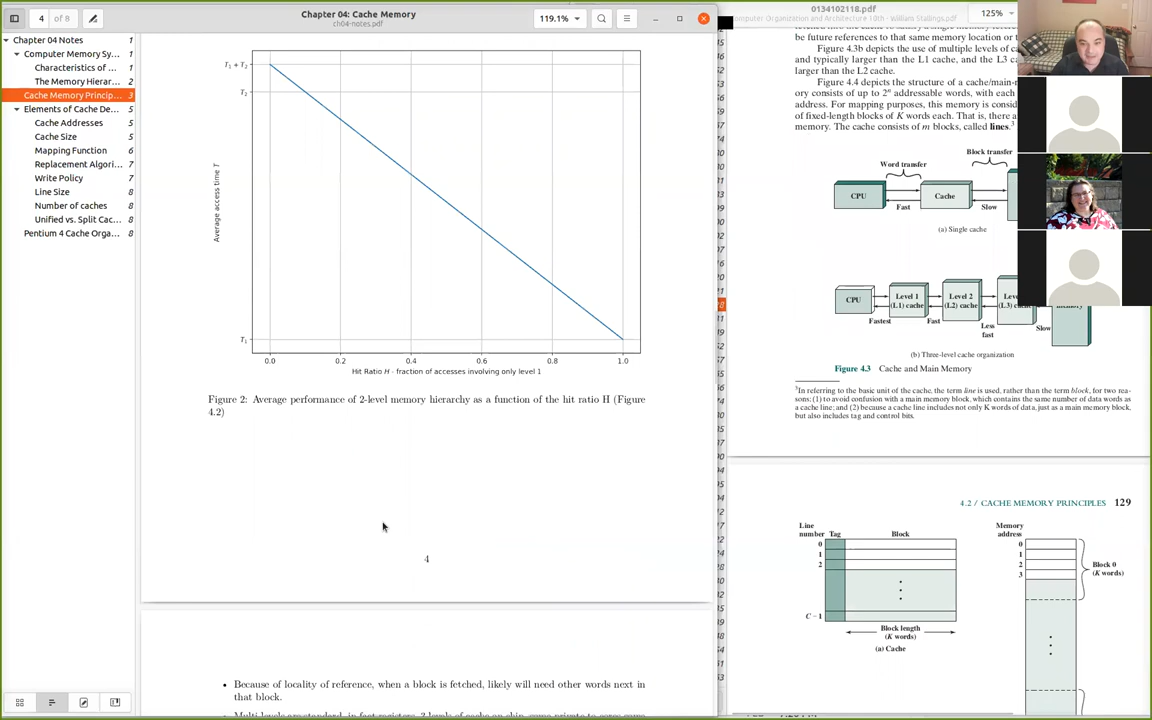 4 of 8
Chapter 04: Cache Memory
ch04-notes.pdf
119.1%
Chapter 04 Notes 1
Computer Memory Sy... 1
Characteristics of ... 1
The Memory Hierar... 2
Cache Memory Princip... 3
Elements of Cache De... 5
Cache Addresses 5
Cache Size 5
Mapping Function 6
Replacement Algori... 7
Write Policy 7
Line Size 8
Number of caches 8
Unified vs. Split Cac... 8
Pentium 4 Cache Orga... 8
T₁ + T₂
T₂
T₁
Average access time T
0.0 0.2 0.4 0.6 0.8 1.0
Hit Ratio H - fraction of accesses involving only level 1
Figure 2: Average performance of 2-level memory hierarchy as a function of the hit ratio H (Figure
4.2)
4
• Because of locality of reference, when a block is fetched, likely will need other words next in
that block.
0134102118.pdf
omputer Organization and Architecture 10th - William Stallings.pdf
125%
be future references to that same memory location or t
Figure 4.3b depicts the use of multiple levels of ca
and typically larger than the L1 cache, and the L3 c
larger than the L2 cache.
Figure 4.4 depicts the structure of a cache/main-
ory consists of up to 2ⁿ addressable words, with each
address. For mapping purposes, this memory is consid
of fixed-length blocks of K words each. That is, there a
memory. The cache consists of m blocks, called lines.³
Block transfer
Word transfer
CPU
Cache
Fast
Slow
(a) Single cache
CPU
Level 1
(L1) cache
Level 2
(L2) cache
Leve
(L3)
memory
Fastest
Fast
Less
fast
Slow
(b) Three-level cache organization
Figure 4.3 Cache and Main Memory
³In referring to the basic unit of the cache, the term line is used, rather than the term block, for two rea-
sons: (1) to avoid confusion with a main memory block, which contains the same number of data words as
a cache line; and (2) because a cache line includes not only K words of data, just as a main memory block,
but also includes tag and control bits.
4.2 / CACHE MEMORY PRINCIPLES 129
Line
number Tag Block
0
1
2
C – 1
Block length
(K words)
(a) Cache
Memory
address
0
1
2
3
Block 0
(K words)